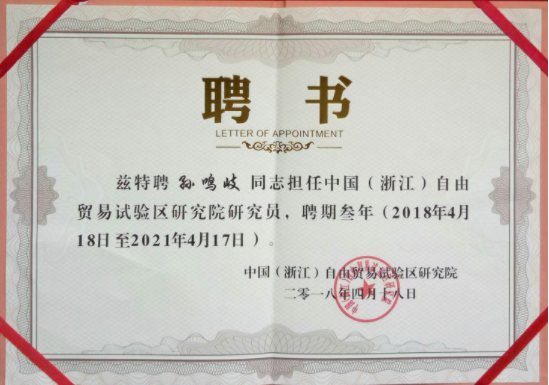 聘书
LETTER OF APPOINTMENT
兹特聘 孙鸣岐 同志担任中国（浙江）自由
贸易试验区研究院研究员，聘期叁年（2018年4月
18日至2021年4月17日）。
中国（浙江）自由贸易试验区研究院
二零一八年四月十八日